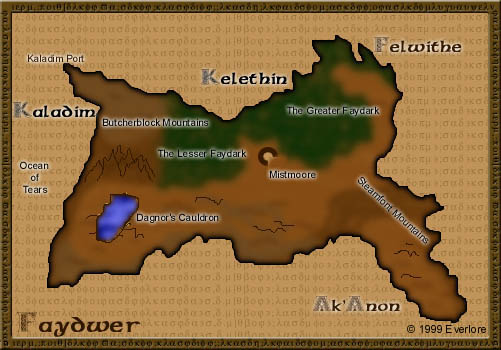 Felwithe
Kaladim Port
Kelethin
Kaladim
The Greater Faydark
Butcherblock Mountains
The Lesser Faydark
Ocean
of
Tears
Mistmoore
Steamfont Mountains
Dagnor's Cauldron
Ak'Anon
Faydwer
© 1999 Everlore